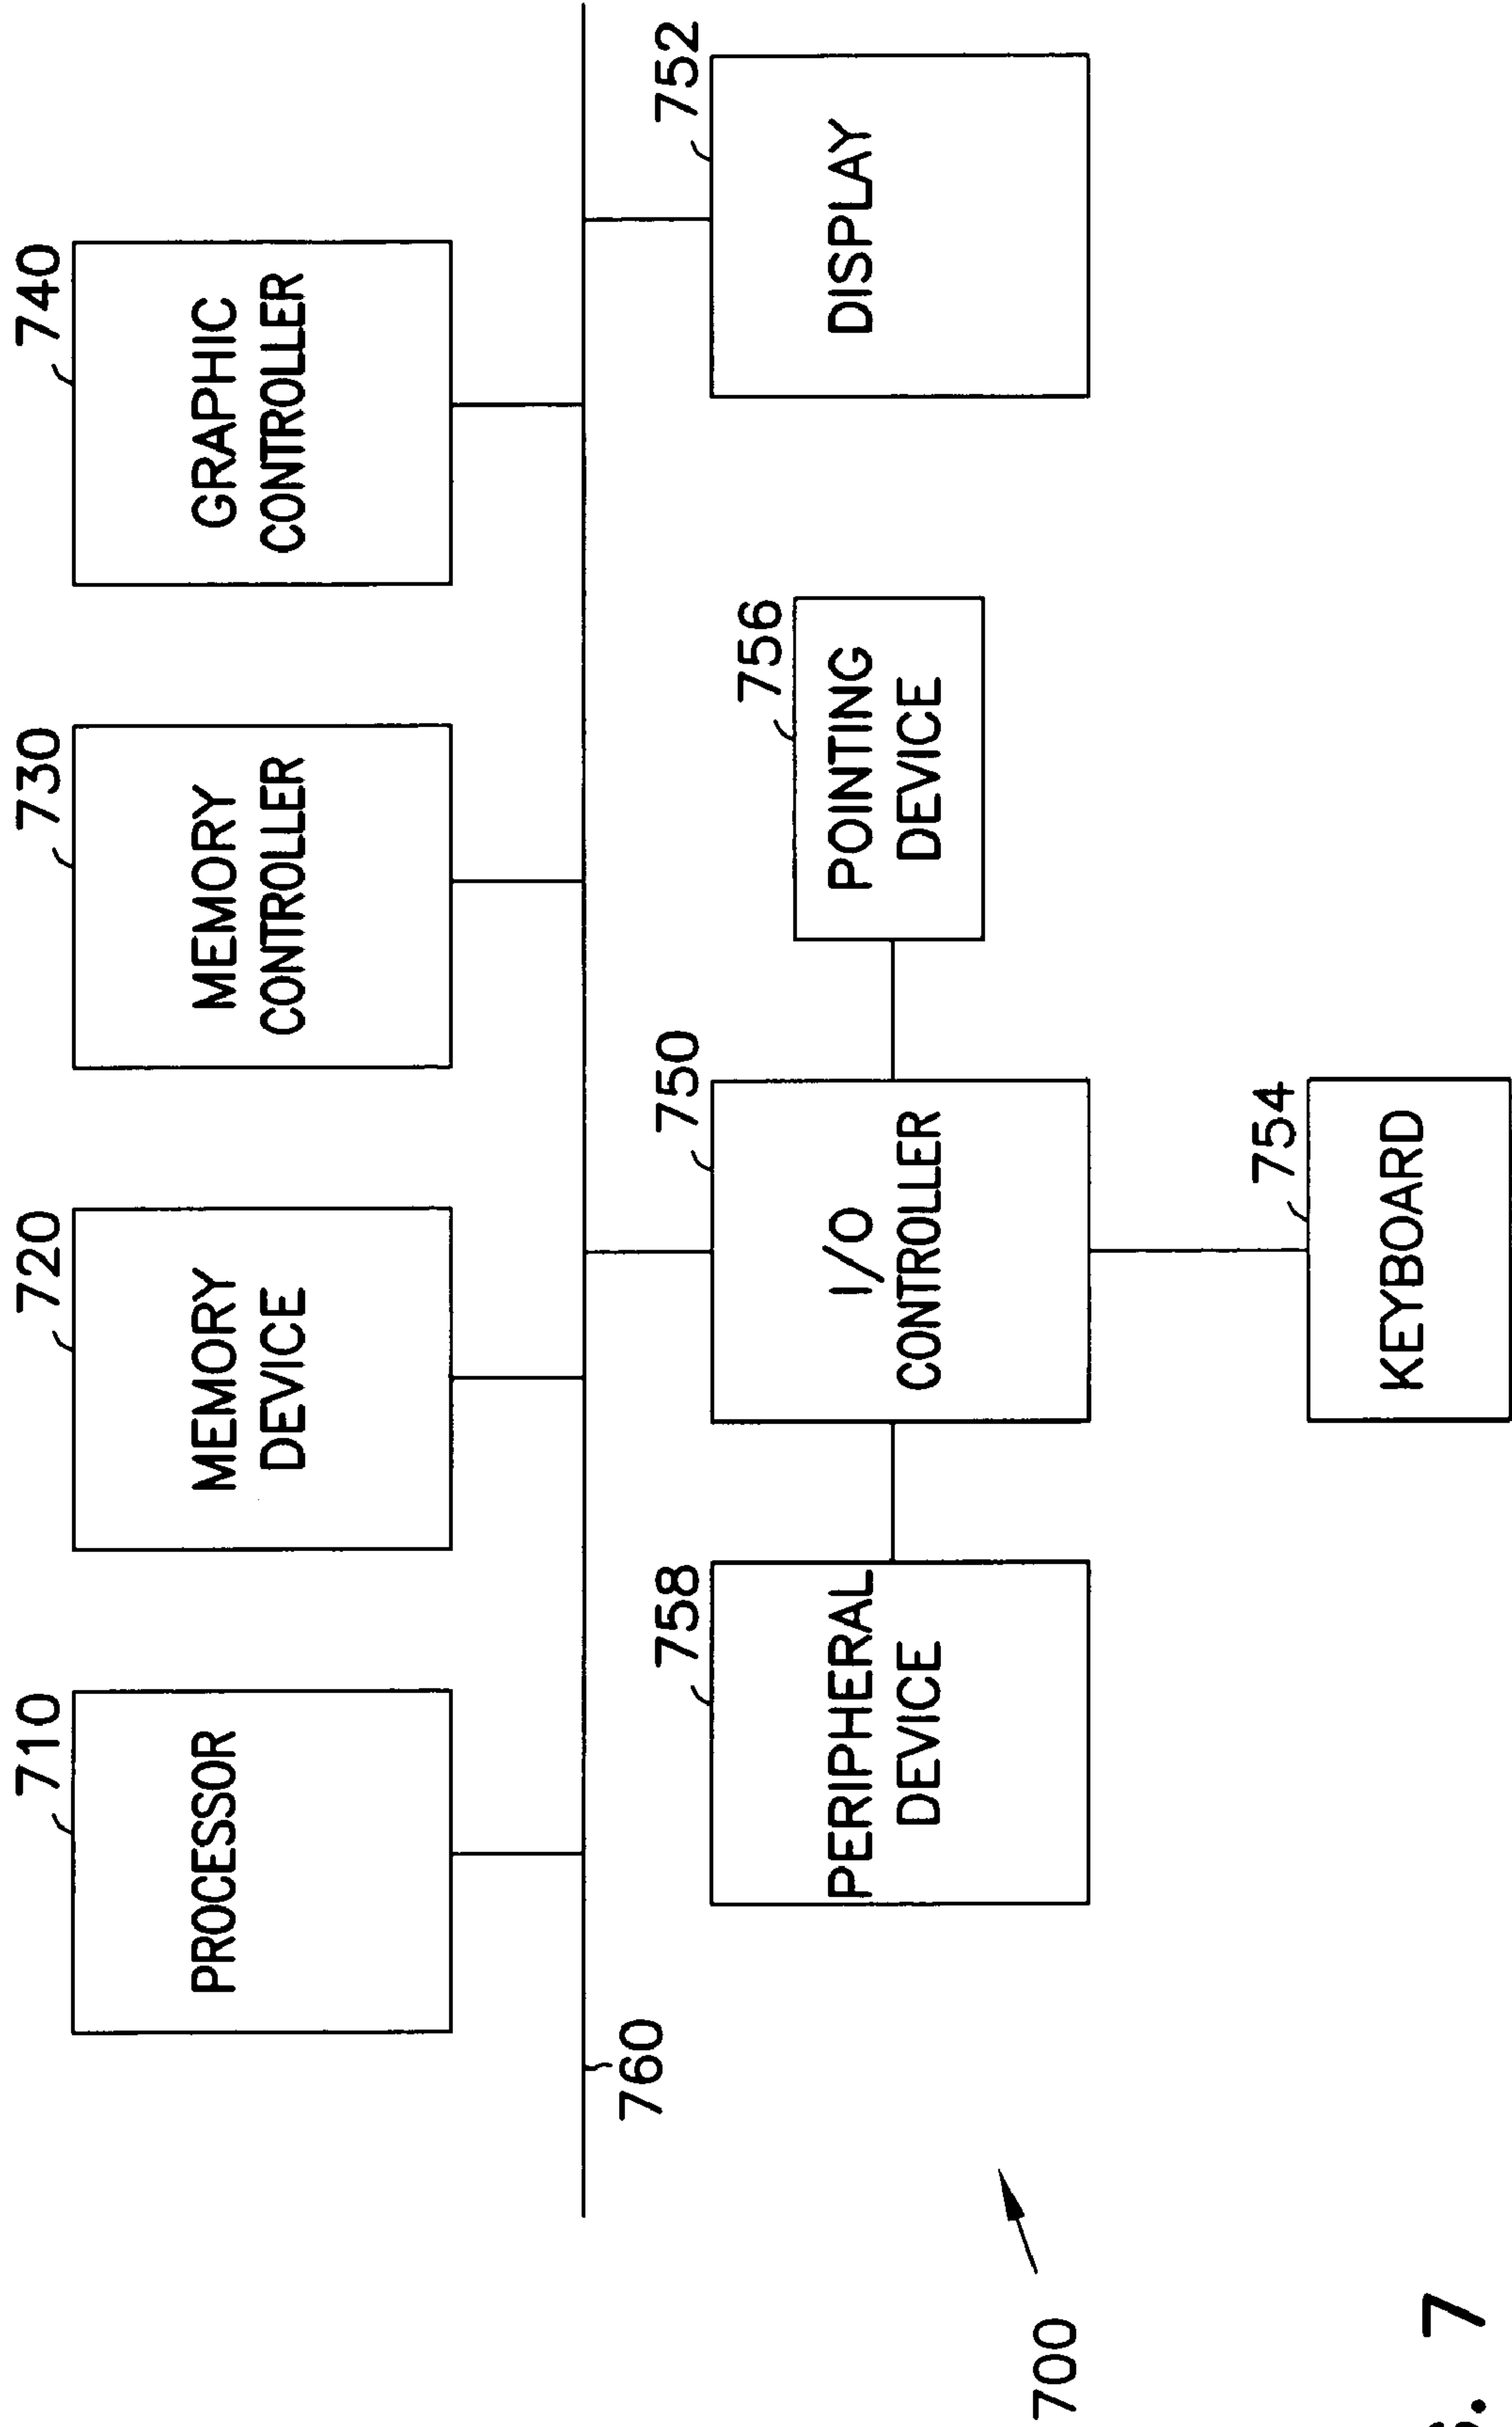 710
PROCESSOR
720
MEMORY
DEVICE
730
MEMORY
CONTROLLER
740
GRAPHIC
CONTROLLER
760
758
PERIPHERAL
DEVICE
750
I/O
CONTROLLER
756
POINTING
DEVICE
752
DISPLAY
700
754
KEYBOARD
7